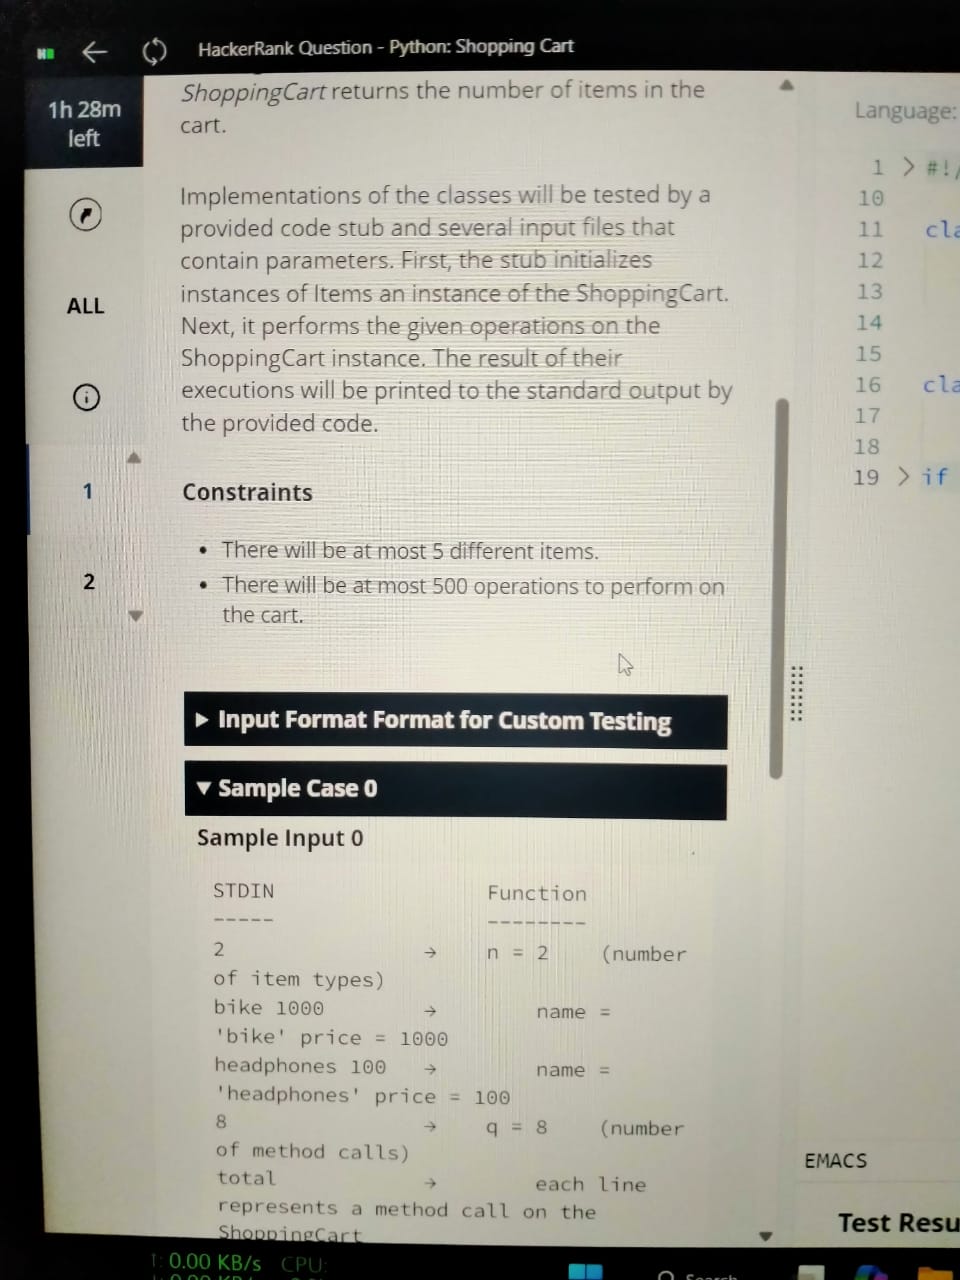 HackerRank Question - Python: Shopping Cart
1h 28m
left
ALL
1
2
ShoppingCart returns the number of items in the
cart.
Implementations of the classes will be tested by a
provided code stub and several input files that
contain parameters. First, the stub initializes
instances of Items an instance of the ShoppingCart.
Next, it performs the given operations on the
ShoppingCart instance. The result of their
executions will be printed to the standard output by
the provided code.
Constraints
• There will be at most 5 different items.
• There will be at most 500 operations to perform on
the cart.
▶ Input Format Format for Custom Testing
▼ Sample Case 0
Sample Input 0
STDIN Function
----- --------
2 → n = 2 (number
of item types)
bike 1000 → name =
'bike' price = 1000
headphones 100 → name =
'headphones' price = 100
8 → q = 8 (number
of method calls)
total → each line
represents a method call on the
ShoppingCart
Language:
1 > #!/
10
11 cla
12
13
14
15
16 cla
17
18
19 > if
EMACS
Test Resu
0.00 KB/s CPU:
Search